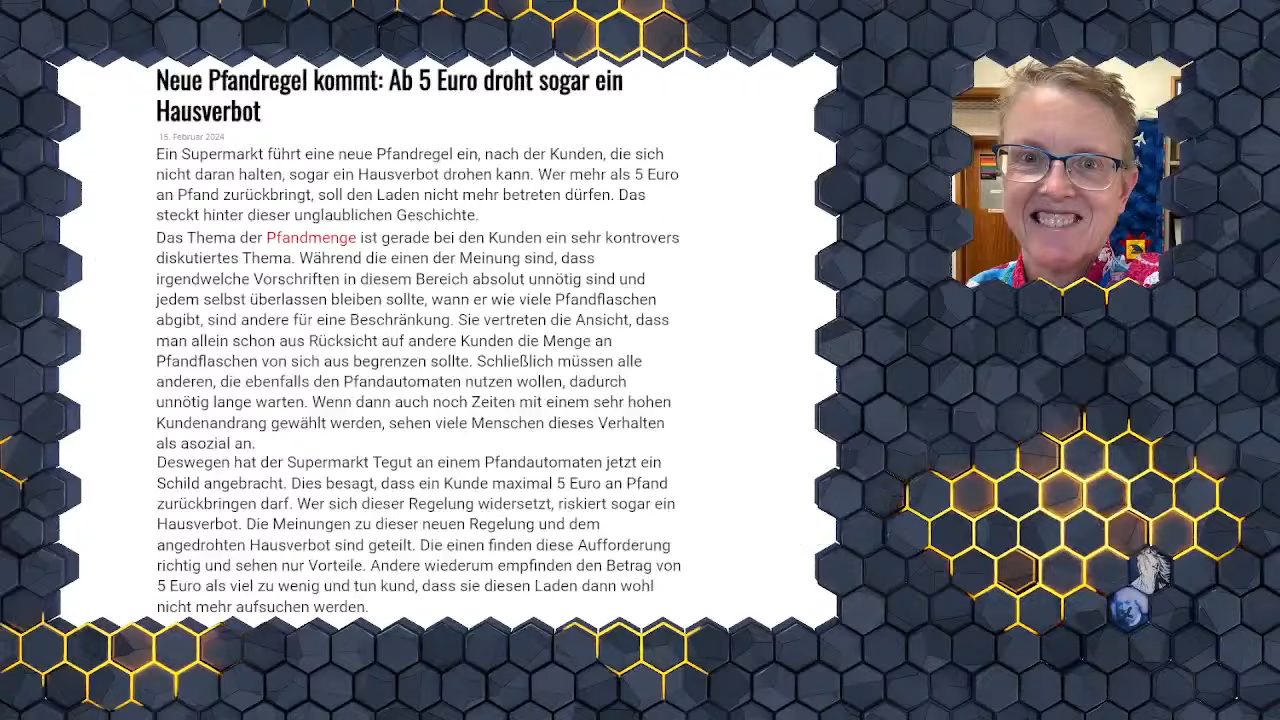 Neue Pfandregel kommt: Ab 5 Euro droht sogar ein
Hausverbot
15. Februar 2024
Ein Supermarkt führt eine neue Pfandregel ein, nach der Kunden, die sich
nicht daran halten, sogar ein Hausverbot drohen kann. Wer mehr als 5 Euro
an Pfand zurückbringt, soll den Laden nicht mehr betreten dürfen. Das
steckt hinter dieser unglaublichen Geschichte.
Das Thema der Pfandmenge ist gerade bei den Kunden ein sehr kontrovers
diskutiertes Thema. Während die einen der Meinung sind, dass
irgendwelche Vorschriften in diesem Bereich absolut unnötig sind und
jedem selbst überlassen bleiben sollte, wann er wie viele Pfandflaschen
abgibt, sind andere für eine Beschränkung. Sie vertreten die Ansicht, dass
man allein schon aus Rücksicht auf andere Kunden die Menge an
Pfandflaschen von sich aus begrenzen sollte. Schließlich müssen alle
anderen, die ebenfalls den Pfandautomaten nutzen wollen, dadurch
unnötig lange warten. Wenn dann auch noch Zeiten mit einem sehr hohen
Kundenandrang gewählt werden, sehen viele Menschen dieses Verhalten
als asozial an.
Deswegen hat der Supermarkt Tegut an einem Pfandautomaten jetzt ein
Schild angebracht. Dies besagt, dass ein Kunde maximal 5 Euro an Pfand
zurückbringen darf. Wer sich dieser Regelung widersetzt, riskiert sogar ein
Hausverbot. Die Meinungen zu dieser neuen Regelung und dem
angedrohten Hausverbot sind geteilt. Die einen finden diese Aufforderung
richtig und sehen nur Vorteile. Andere wiederum empfinden den Betrag von
5 Euro als viel zu wenig und tun kund, dass sie diesen Laden dann wohl
nicht mehr aufsuchen werden.